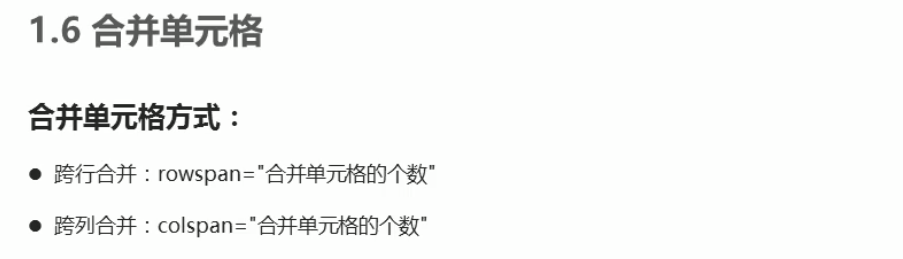 1.6 合并单元格
合并单元格方式：
● 跨行合并：rowspan="合并单元格的个数"
● 跨列合并：colspan="合并单元格的个数"